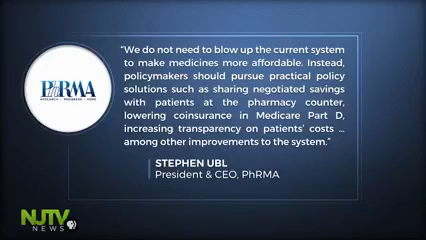 “We do not need to blow up the current system
to make medicines more affordable. Instead,
policymakers should pursue practical policy
solutions such as sharing negotiated savings
with patients at the pharmacy counter,
lowering coinsurance in Medicare Part D,
increasing transparency on patients’ costs ...
among other improvements to the system.”
PhRMA
RESEARCH • PROGRESS • HOPE
STEPHEN UBL
President & CEO, PhRMA
NJTV
NEWS
PBS